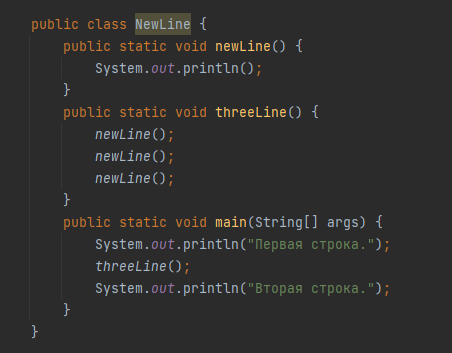 public class NewLine {
    public static void newLine() {
        System.out.println();
    }
    public static void threeLine() {
        newLine();
        newLine();
        newLine();
    }
    public static void main(String[] args) {
        System.out.println("Первая строка.");
        threeLine();
        System.out.println("Вторая строка.");
    }
}